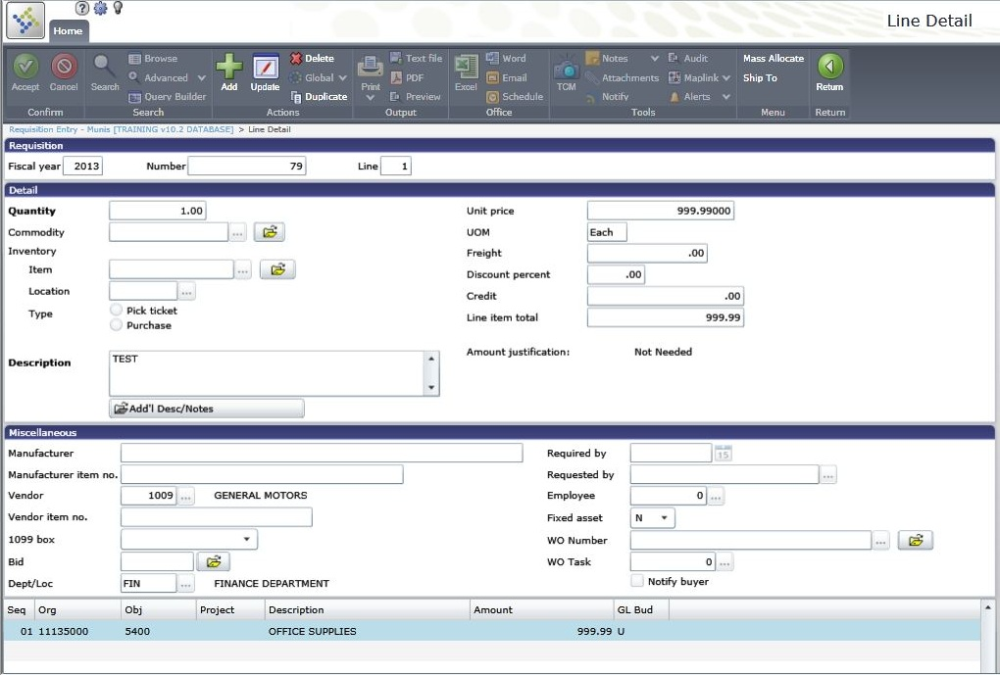 Line Detail
Home
Accept Cancel Search Browse Advanced Query Builder Add Update Delete Global Duplicate Print Text file PDF Preview Excel Word Email Schedule TCM Notes Attachments Notify Audit Maplink Alerts Mass Allocate Ship To Return
Confirm Search Actions Output Office Tools Menu Return
Requisition Entry - Munis [TRAINING v10.2 DATABASE] > Line Detail
Requisition
Fiscal year 2013 Number 79 Line 1
Detail
Quantity 1.00 Unit price 999.99000
Commodity ... UOM Each
Inventory Freight .00
Item ... Discount percent .00
Location ... Credit .00
Type Pick ticket Line item total 999.99
Purchase
Amount justification: Not Needed
Description TEST
Add'l Desc/Notes
Miscellaneous
Manufacturer Required by 15
Manufacturer item no. Requested by ...
Vendor 1009 ... GENERAL MOTORS Employee 0 ...
Vendor item no. Fixed asset N
1099 box WO Number ...
Bid WO Task 0 ...
Dept/Loc FIN ... FINANCE DEPARTMENT Notify buyer
Seq Org Obj Project Description Amount GL Bud
01 11135000 5400 OFFICE SUPPLIES 999.99 U